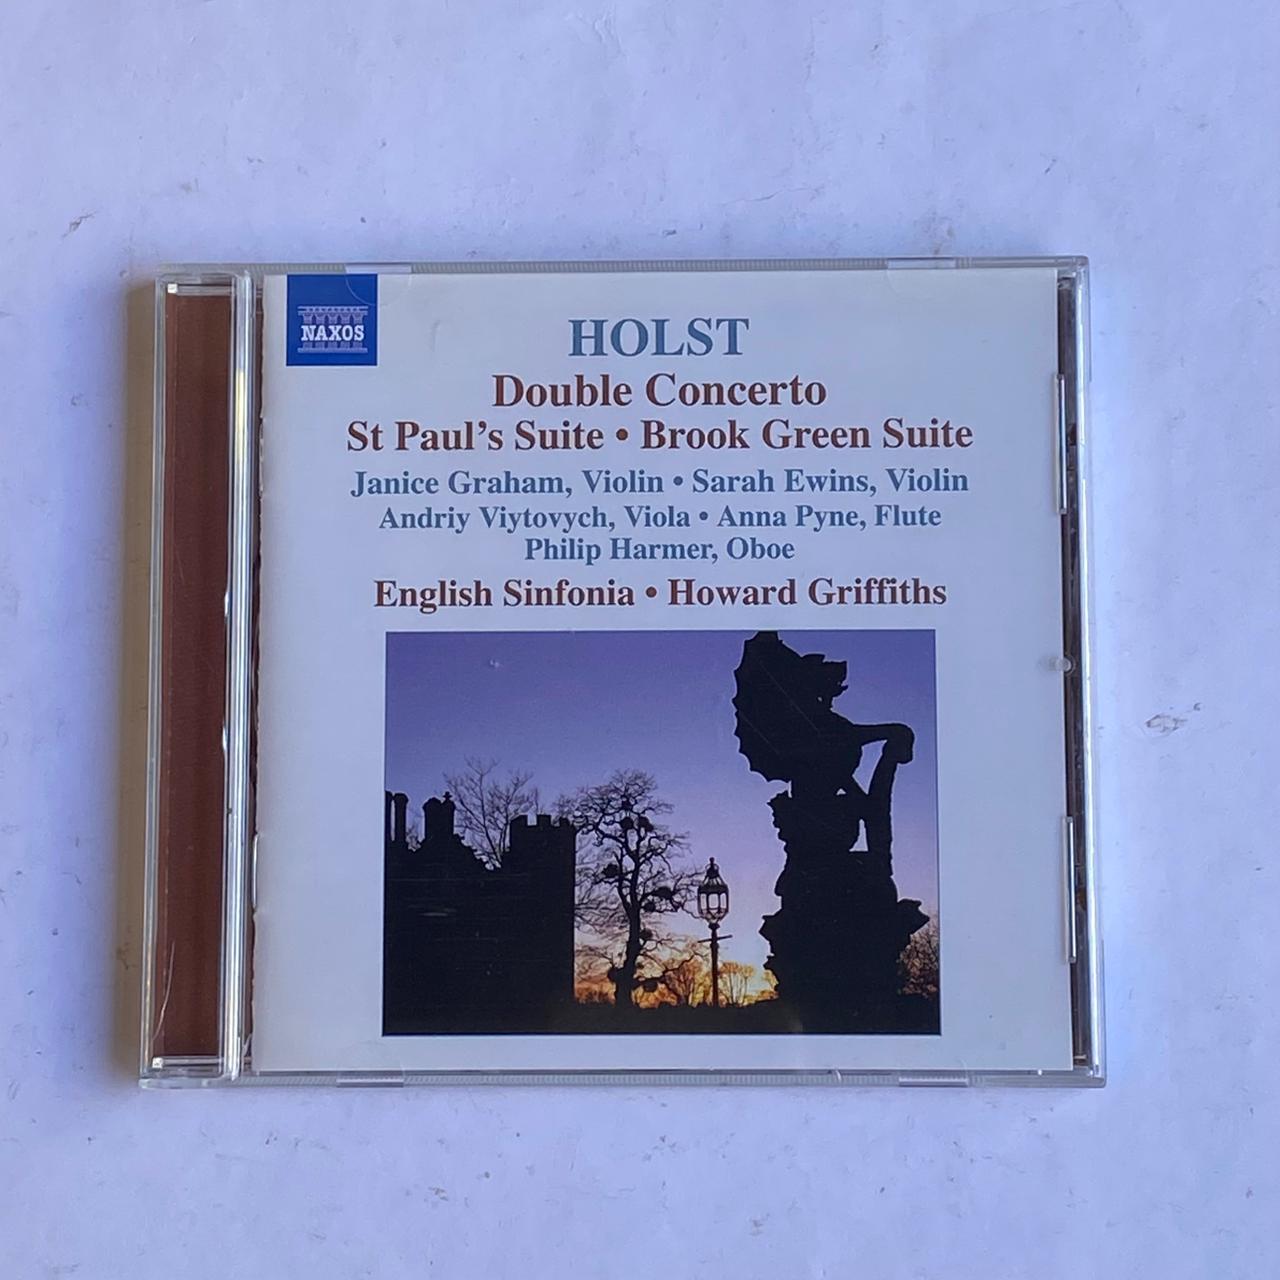 NAXOS
HOLST
Double Concerto
St Paul's Suite • Brook Green Suite
Janice Graham, Violin • Sarah Ewins, Violin
Andriy Viytovych, Viola • Anna Pyne, Flute
Philip Harmer, Oboe
English Sinfonia • Howard Griffiths